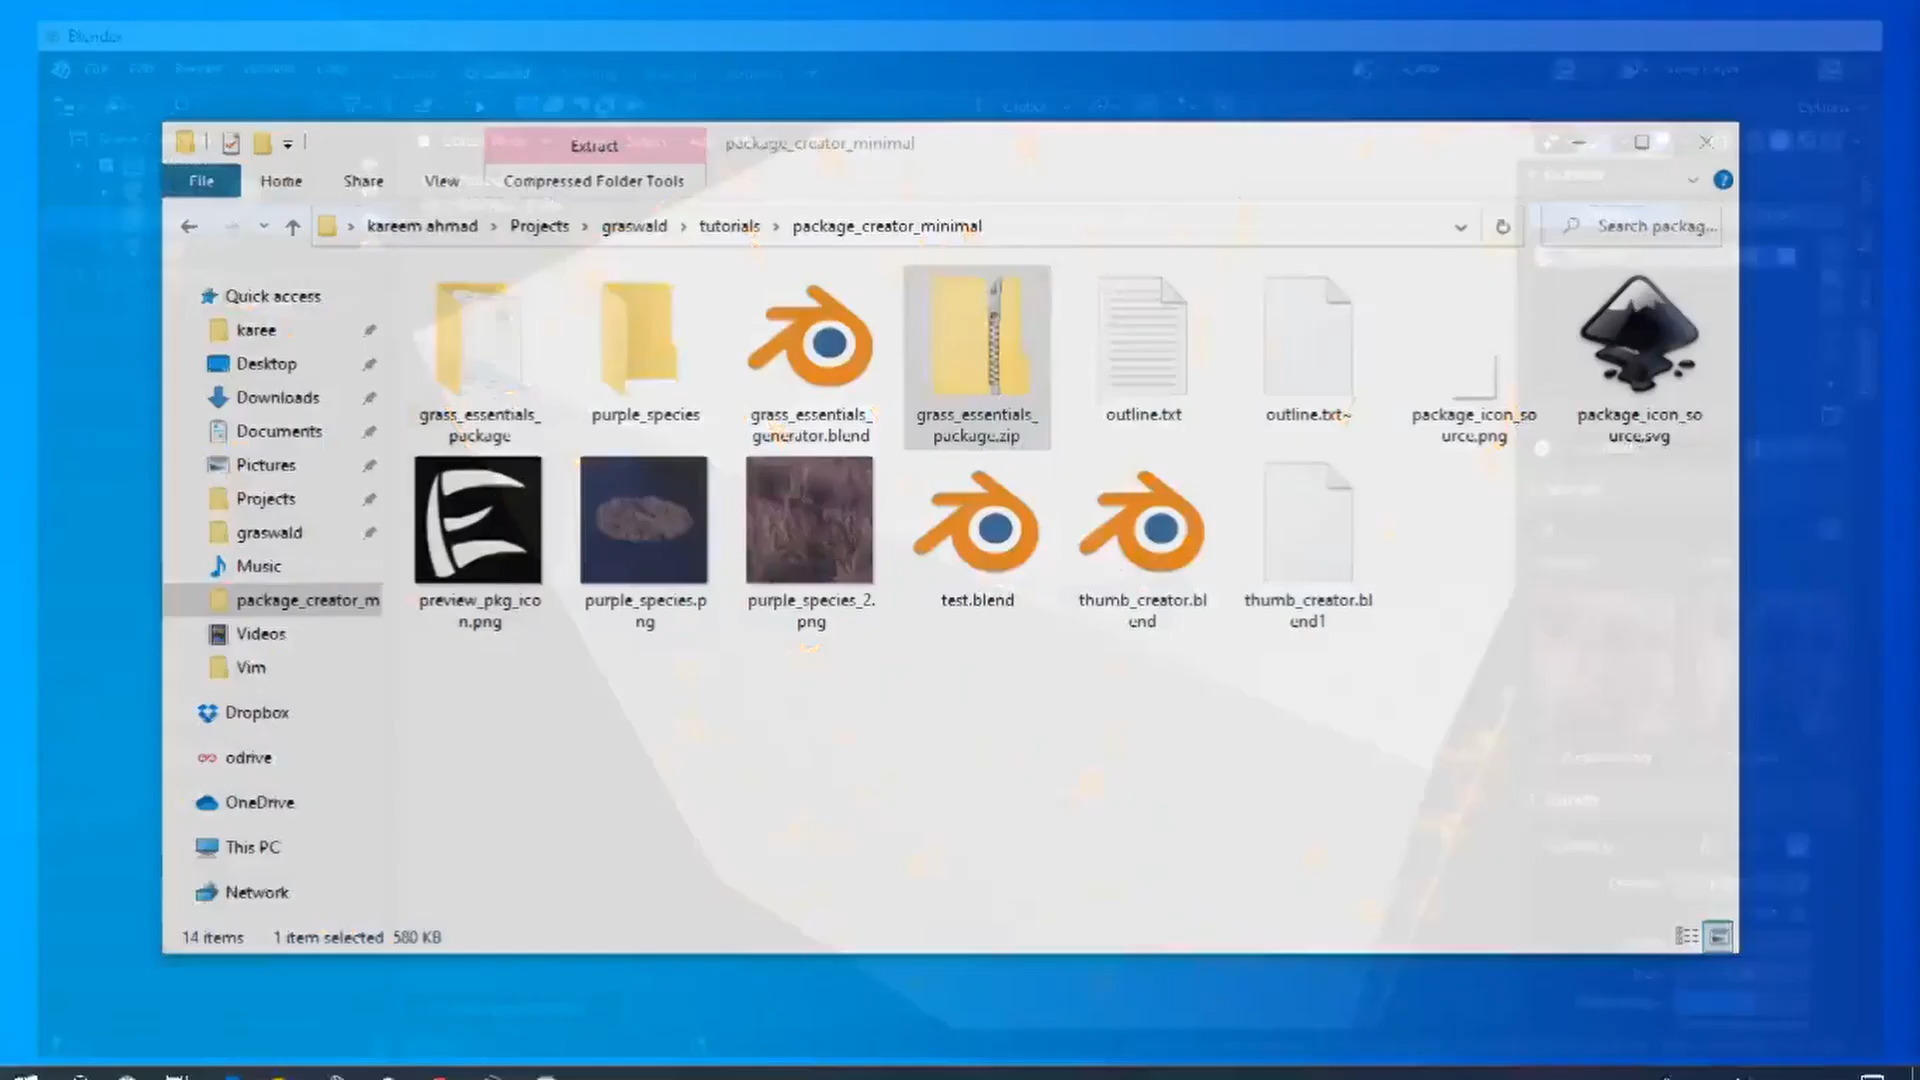 Blender
Extract
package_creator_minimal
File
Home
Share
View
Compressed Folder Tools
kareem ahmad
Projects
graswald
tutorials
package_creator_minimal
Search packag...
Quick access
karee
Desktop
Downloads
Documents
Pictures
Projects
graswald
Music
package_creator_m
Videos
Vim
Dropbox
odrive
OneDrive
This PC
Network
grass_essentials_
package
purple_species
grass_essentials_
generator.blend
grass_essentials_
package.zip
outline.txt
outline.txt~
package_icon_so
urce.png
package_icon_so
urce.svg
preview_pkg_ico
n.png
purple_species.p
ng
purple_species_2.
png
test.blend
thumb_creator.bl
end
thumb_creator.bl
end1
14 items
1 item selected 580 KB